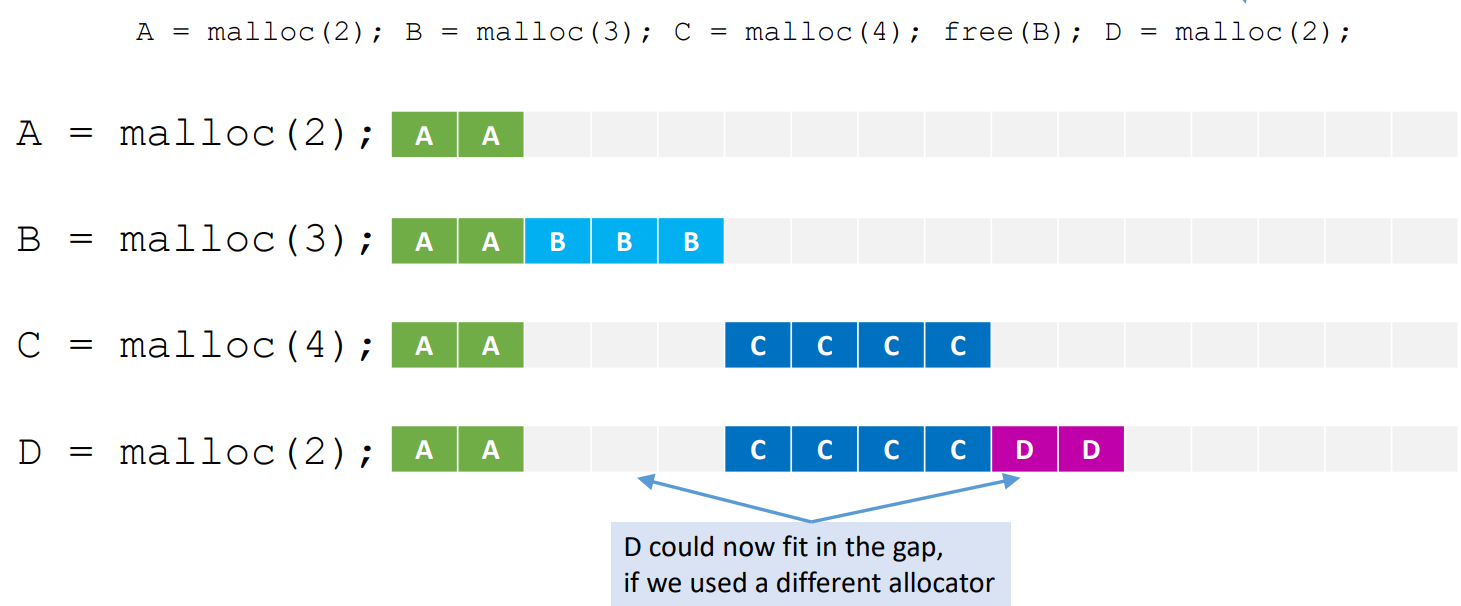 A = malloc(2); B = malloc(3); C = malloc(4); free(B); D = malloc(2);
A = malloc(2); A A
B = malloc(3); A A B B B
C = malloc(4); A A C C C C
D = malloc(2); A A C C C C D D
D could now fit in the gap,
if we used a different allocator